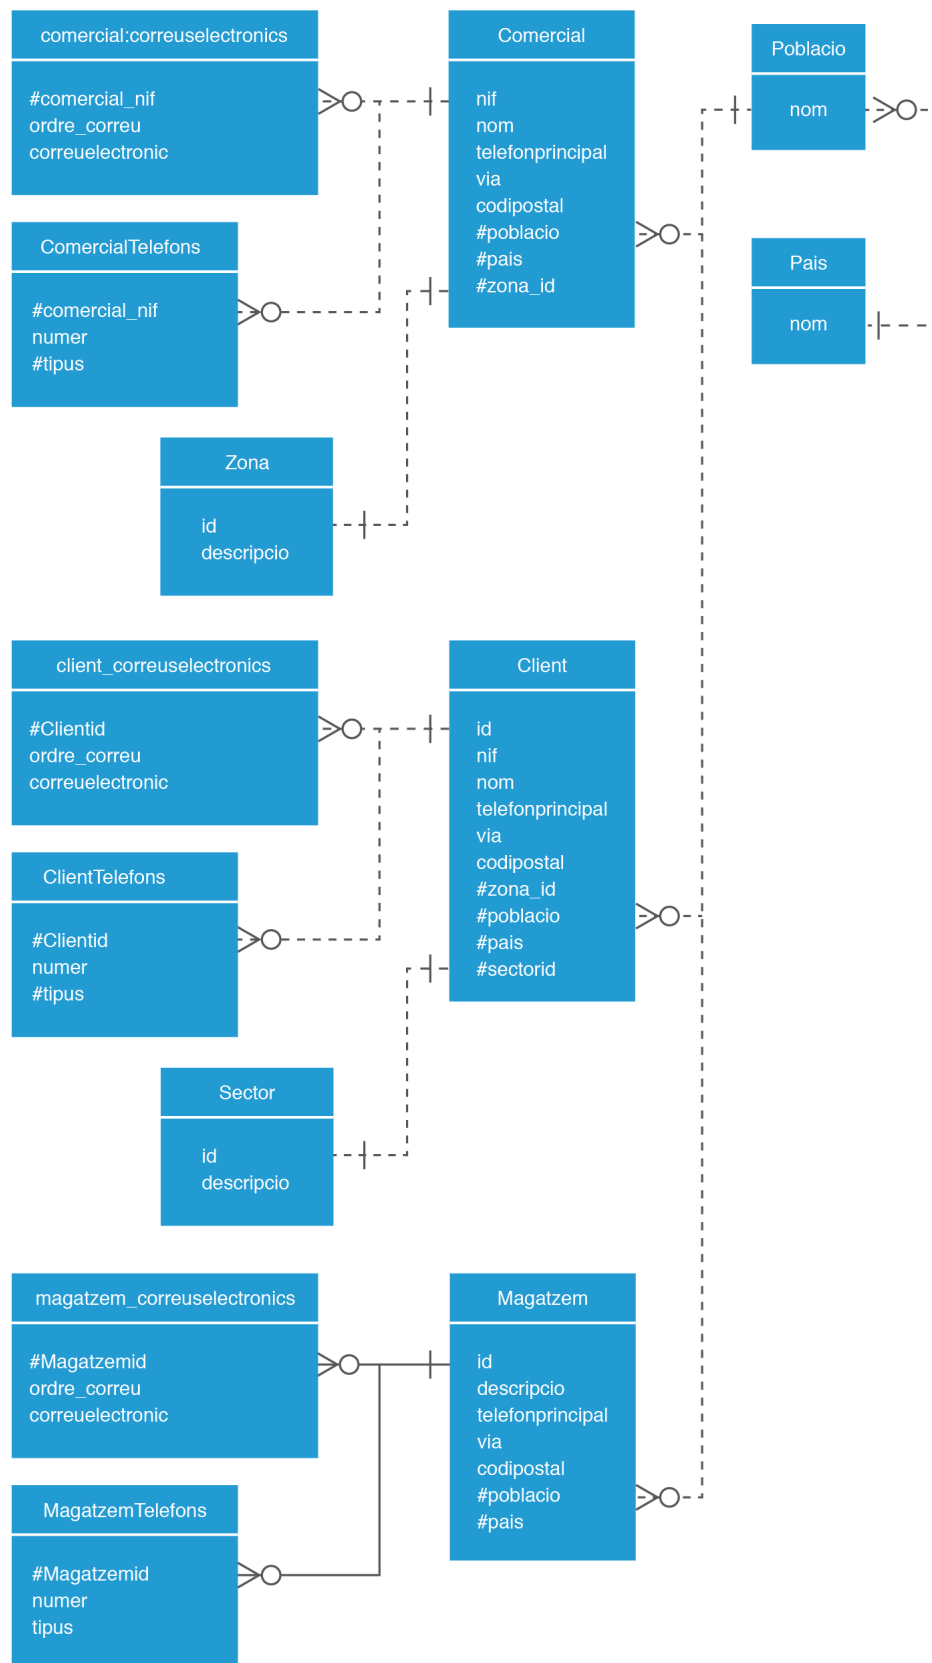 comercial:correuselectronics
#comercial_nif
ordre_correu
correuelectronic
Comercial
nif
nom
telefonprincipal
via
codipostal
#poblacio
#pais
#zona_id
Poblacio
nom
ComercialTelefons
#comercial_nif
numer
#tipus
Pais
nom
Zona
id
descripcio
client_correuselectronics
#Clientid
ordre_correu
correuelectronic
Client
id
nif
nom
telefonprincipal
via
codipostal
#zona_id
#poblacio
#pais
#sectorid
ClientTelefons
#Clientid
numer
#tipus
Sector
id
descripcio
magatzem_correuselectronics
#Magatzemid
ordre_correu
correuelectronic
Magatzem
id
descripcio
telefonprincipal
via
codipostal
#poblacio
#pais
MagatzemTelefons
#Magatzemid
numer
tipus